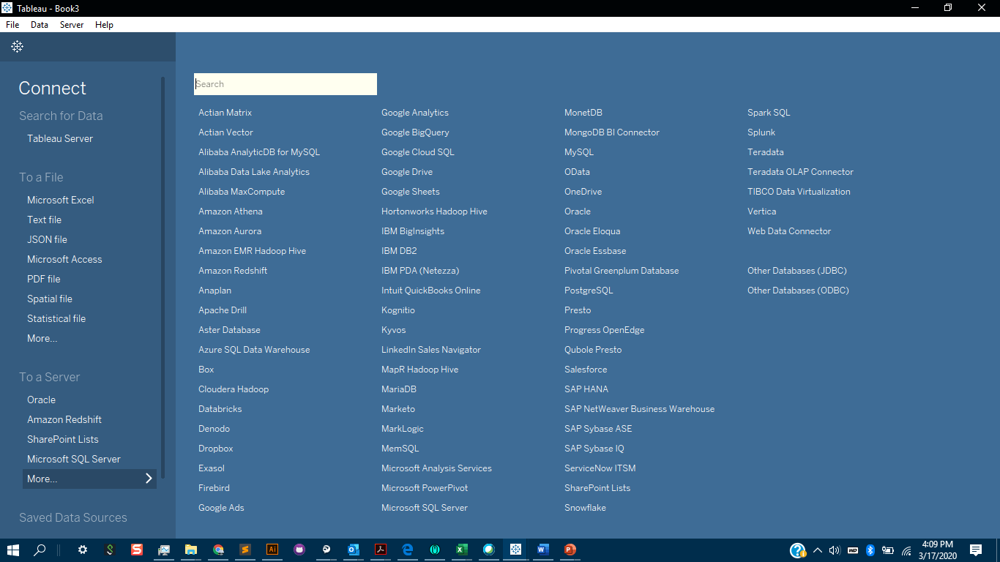 Tableau - Book3
File Data Server Help
Connect
Search for Data
Tableau Server
To a File
Microsoft Excel
Text file
JSON file
Microsoft Access
PDF file
Spatial file
Statistical file
More...
To a Server
Oracle
Amazon Redshift
SharePoint Lists
Microsoft SQL Server
More...
Saved Data Sources
Search
Actian Matrix
Actian Vector
Alibaba AnalyticDB for MySQL
Alibaba Data Lake Analytics
Alibaba MaxCompute
Amazon Athena
Amazon Aurora
Amazon EMR Hadoop Hive
Amazon Redshift
Anaplan
Apache Drill
Aster Database
Azure SQL Data Warehouse
Box
Cloudera Hadoop
Databricks
Denodo
Dropbox
Exasol
Firebird
Google Ads
Google Analytics
Google BigQuery
Google Cloud SQL
Google Drive
Google Sheets
Hortonworks Hadoop Hive
IBM BigInsights
IBM DB2
IBM PDA (Netezza)
Intuit QuickBooks Online
Kognitio
Kyvos
LinkedIn Sales Navigator
MapR Hadoop Hive
MariaDB
Marketo
MarkLogic
MemSQL
Microsoft Analysis Services
Microsoft PowerPivot
Microsoft SQL Server
MonetDB
MongoDB BI Connector
MySQL
OData
OneDrive
Oracle
Oracle Eloqua
Oracle Essbase
Pivotal Greenplum Database
PostgreSQL
Presto
Progress OpenEdge
Qubole Presto
Salesforce
SAP HANA
SAP NetWeaver Business Warehouse
SAP Sybase ASE
SAP Sybase IQ
ServiceNow ITSM
SharePoint Lists
Snowflake
Spark SQL
Splunk
Teradata
Teradata OLAP Connector
TIBCO Data Virtualization
Vertica
Web Data Connector
Other Databases (JDBC)
Other Databases (ODBC)
4:09 PM
3/17/2020